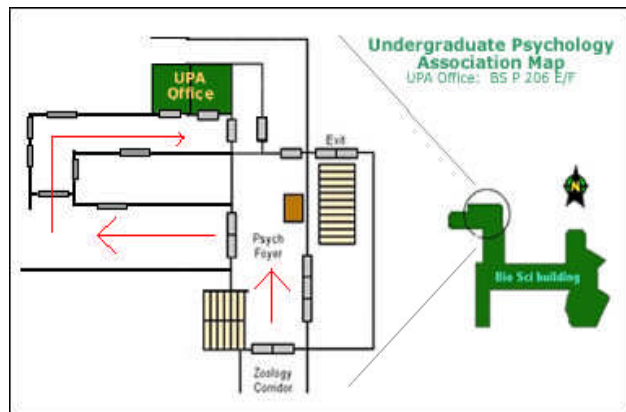 Undergraduate Psychology
Association Map
UPA Office: BS P 206 E/F
UPA
Office
Exit
N
Psych
Foyer
Bio Sci building
Zoology
Corridor